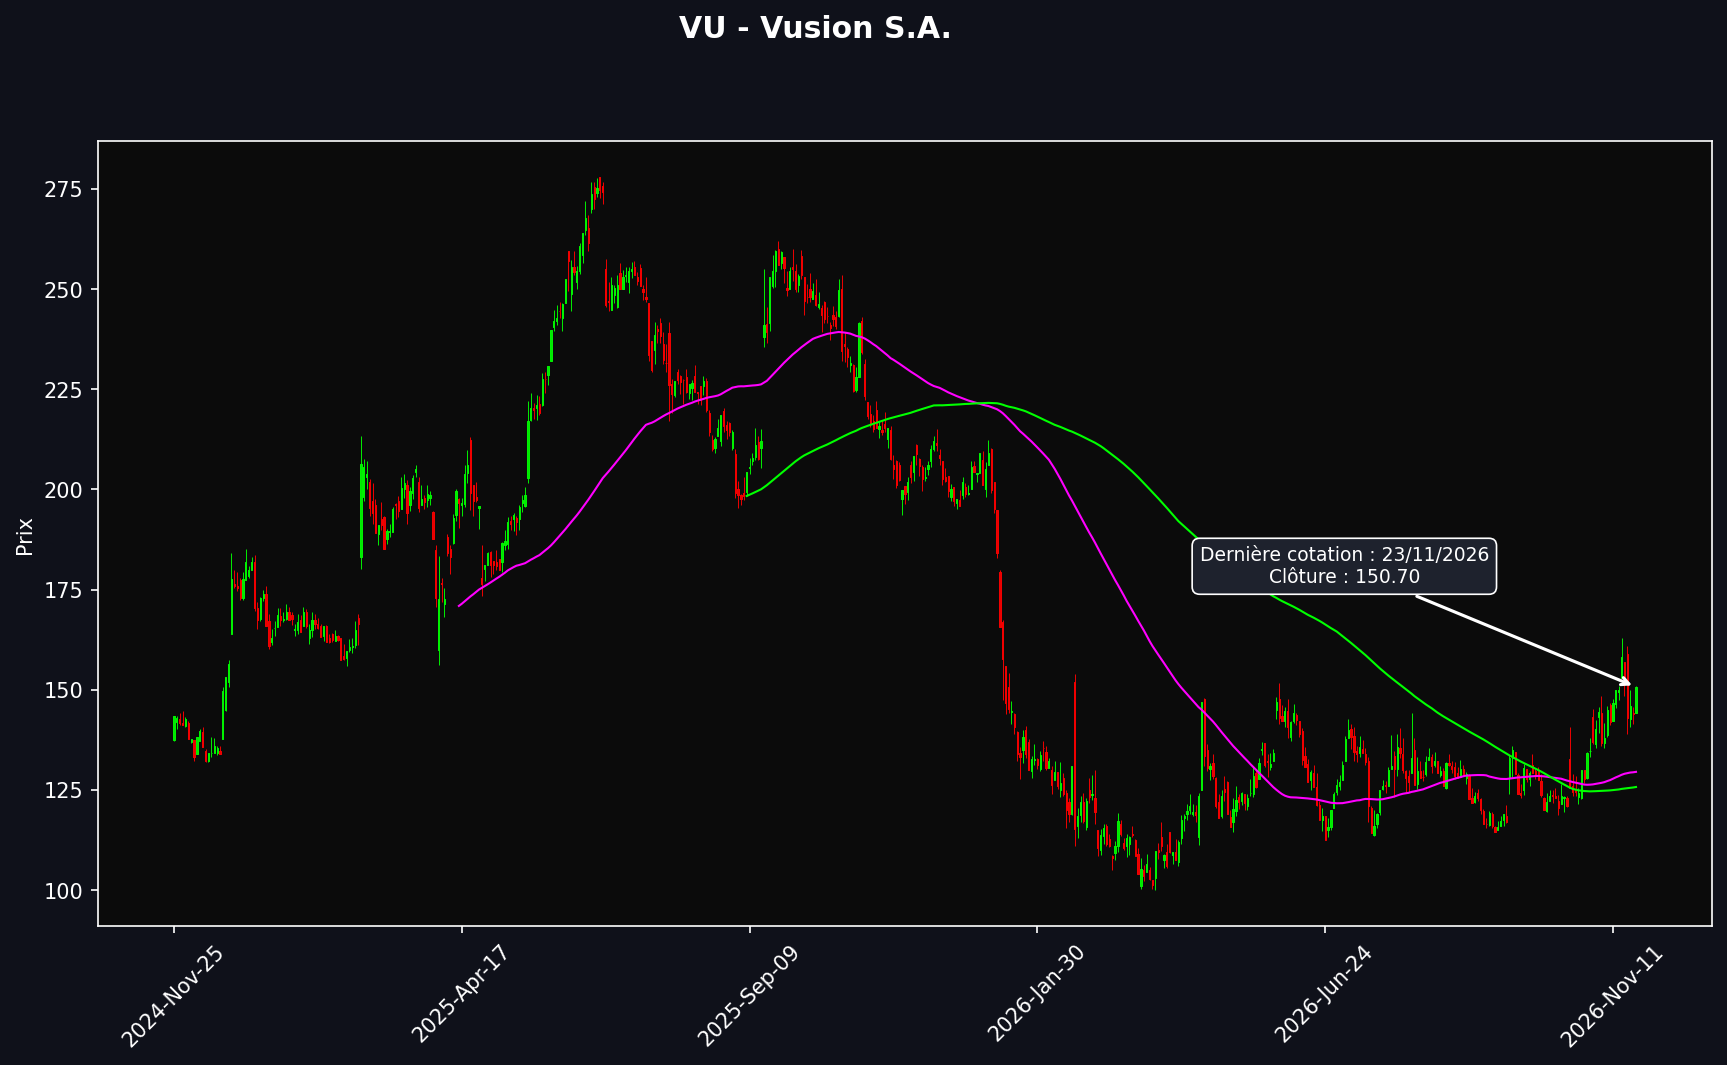 VU - Vusion S.A.
Prix
275
250
225
200
175
150
125
100
Dernière cotation : 23/11/2026
Clôture : 150.70
2024-Nov-25
2025-Apr-17
2025-Sep-09
2026-Jan-30
2026-Jun-24
2026-Nov-11